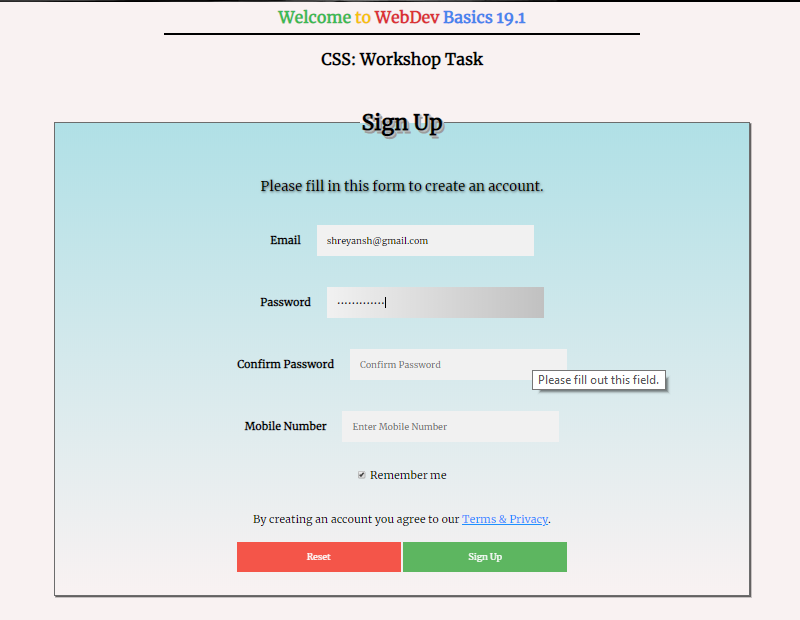 Welcome to WebDev Basics 19.1
CSS: Workshop Task
Sign Up
Please fill in this form to create an account.
Email shreyansh@gmail.com
Password ·············
Confirm Password Confirm Password
Please fill out this field.
Mobile Number Enter Mobile Number
Remember me
By creating an account you agree to our Terms & Privacy.
Reset Sign Up